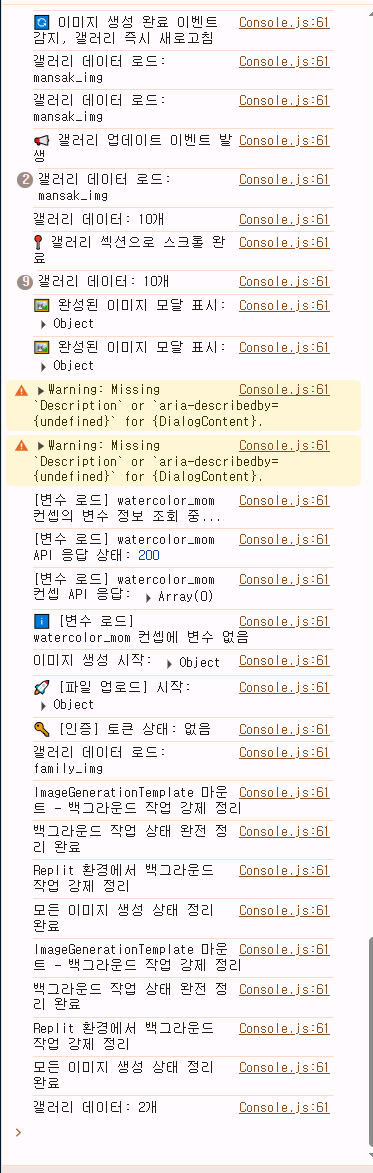 🔄 이미지 생성 완료 이벤트 Console.js:61
감지, 갤러리 즉시 새로고침
갤러리 데이터 로드: Console.js:61
mansak_img
갤러리 데이터 로드: Console.js:61
mansak_img
📢 갤러리 업데이트 이벤트 발 Console.js:61
생
2 갤러리 데이터 로드: Console.js:61
mansak_img
갤러리 데이터: 10개 Console.js:61
📍 갤러리 섹션으로 스크롤 완 Console.js:61
료
9 갤러리 데이터: 10개 Console.js:61
🖼️ 완성된 이미지 모달 표시: Console.js:61
▶ Object
🖼️ 완성된 이미지 모달 표시: Console.js:61
▶ Object
⚠ ▶Warning: Missing Console.js:61
`Description` or `aria-describedby=
{undefined}` for {DialogContent}.
⚠ ▶Warning: Missing Console.js:61
`Description` or `aria-describedby=
{undefined}` for {DialogContent}.
[변수 로드] watercolor_mom Console.js:61
컨셉의 변수 정보 조회 중...
[변수 로드] watercolor_mom Console.js:61
API 응답 상태: 200
[변수 로드] watercolor_mom Console.js:61
컨셉 API 응답: ▶ Array(0)
ℹ️ [변수 로드] Console.js:61
watercolor_mom 컨셉에 변수 없음
이미지 생성 시작: ▶ Object Console.js:61
🚀 [파일 업로드] 시작: Console.js:61
▶ Object
🔑 [인증] 토큰 상태: 없음 Console.js:61
갤러리 데이터 로드: Console.js:61
family_img
ImageGenerationTemplate 마운 Console.js:61
트 - 백그라운드 작업 강제 정리
백그라운드 작업 상태 완전 정 Console.js:61
리 완료
Replit 환경에서 백그라운드 Console.js:61
작업 강제 정리
모든 이미지 생성 상태 정리 Console.js:61
완료
ImageGenerationTemplate 마운 Console.js:61
트 - 백그라운드 작업 강제 정리
백그라운드 작업 상태 완전 정 Console.js:61
리 완료
Replit 환경에서 백그라운드 Console.js:61
작업 강제 정리
모든 이미지 생성 상태 정리 Console.js:61
완료
갤러리 데이터: 2개 Console.js:61
>